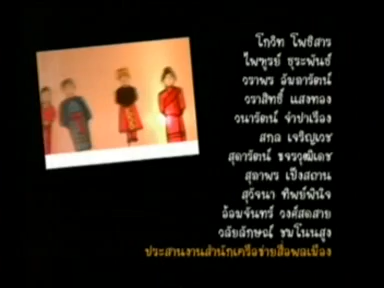 โกวิท โพธิสาร
ไพฑูรย์ ธุระพันธ์
วราพร อัมภารัตน์
วราสิทธิ์ แสงทอง
วนารัตน์ จำปาเรือง
สกล เจริญเวช
สุดารัตน์ ขจรวุฒิเดช
สุภาพร เป็งสถาน
สุวัจนา ทิพย์พินิจ
อ้อมจันทร์ วงศ์สดสาย
วลัยลักษณ์ ชมโนนสูง
ประสานงานสำนักเครือข่ายสื่อพลเมือง